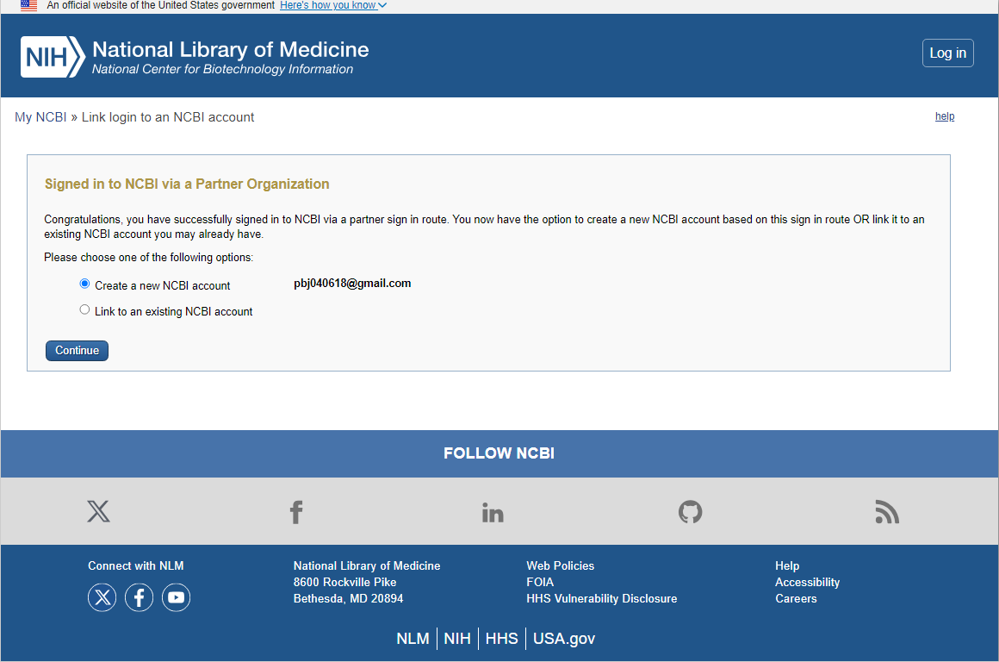 An official website of the United States government Here's how you know
NIH National Library of Medicine
National Center for Biotechnology Information
Log in
My NCBI » Link login to an NCBI account
help
Signed in to NCBI via a Partner Organization
Congratulations, you have successfully signed in to NCBI via a partner sign in route. You now have the option to create a new NCBI account based on this sign in route OR link it to an
existing NCBI account you may already have.
Please choose one of the following options:
Create a new NCBI account pbj040618@gmail.com
Link to an existing NCBI account
Continue
FOLLOW NCBI
Connect with NLM
National Library of Medicine
8600 Rockville Pike
Bethesda, MD 20894
Web Policies
FOIA
HHS Vulnerability Disclosure
Help
Accessibility
Careers
NLM NIH HHS USA.gov